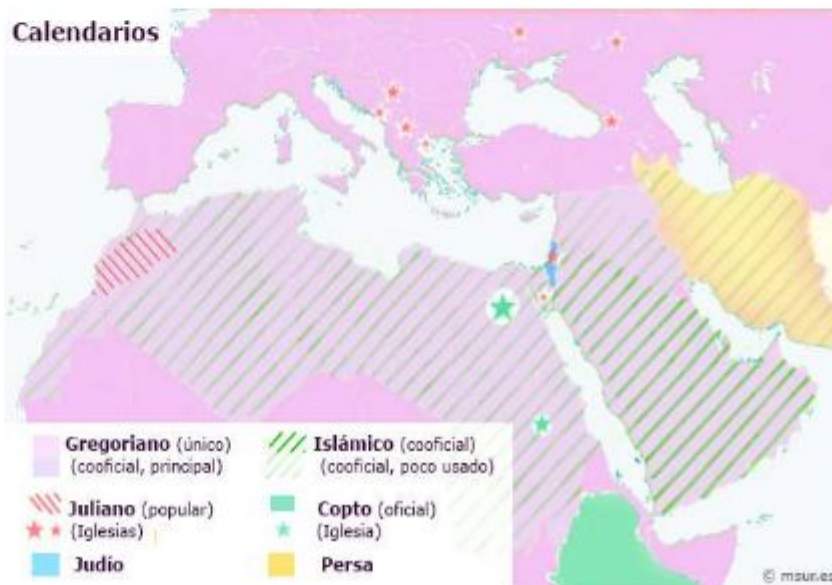 Calendarios
Gregoriano (único)
(cooficial, principal)
Islámico (cooficial)
(cooficial, poco usado)
Juliano (popular)
(Iglesias)
Copto (oficial)
(Iglesia)
Judío
Persa
© msur.es